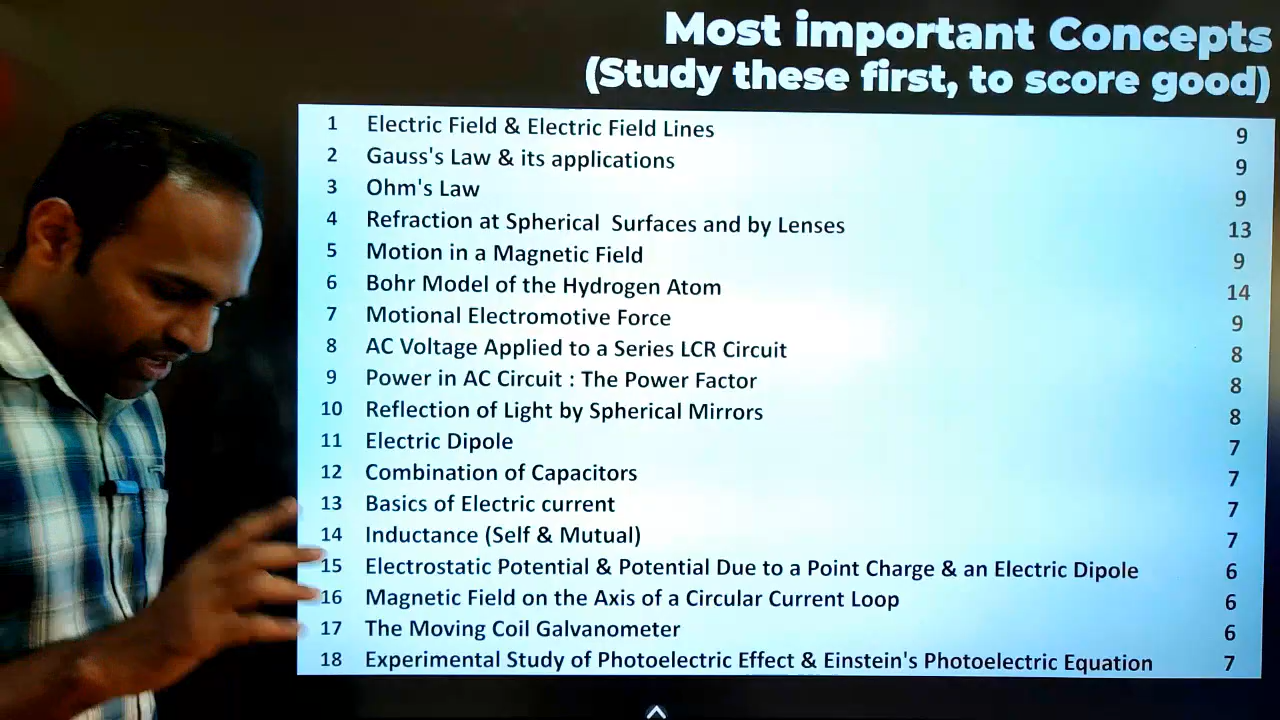 Most important Concepts
(Study these first, to score good)
1 Electric Field & Electric Field Lines 9
2 Gauss's Law & its applications 9
3 Ohm's Law 9
4 Refraction at Spherical Surfaces and by Lenses 13
5 Motion in a Magnetic Field 9
6 Bohr Model of the Hydrogen Atom 14
7 Motional Electromotive Force 9
8 AC Voltage Applied to a Series LCR Circuit 8
9 Power in AC Circuit : The Power Factor 8
10 Reflection of Light by Spherical Mirrors 8
11 Electric Dipole 7
12 Combination of Capacitors 7
13 Basics of Electric current 7
14 Inductance (Self & Mutual) 7
15 Electrostatic Potential & Potential Due to a Point Charge & an Electric Dipole 6
16 Magnetic Field on the Axis of a Circular Current Loop 6
17 The Moving Coil Galvanometer 6
18 Experimental Study of Photoelectric Effect & Einstein's Photoelectric Equation 7